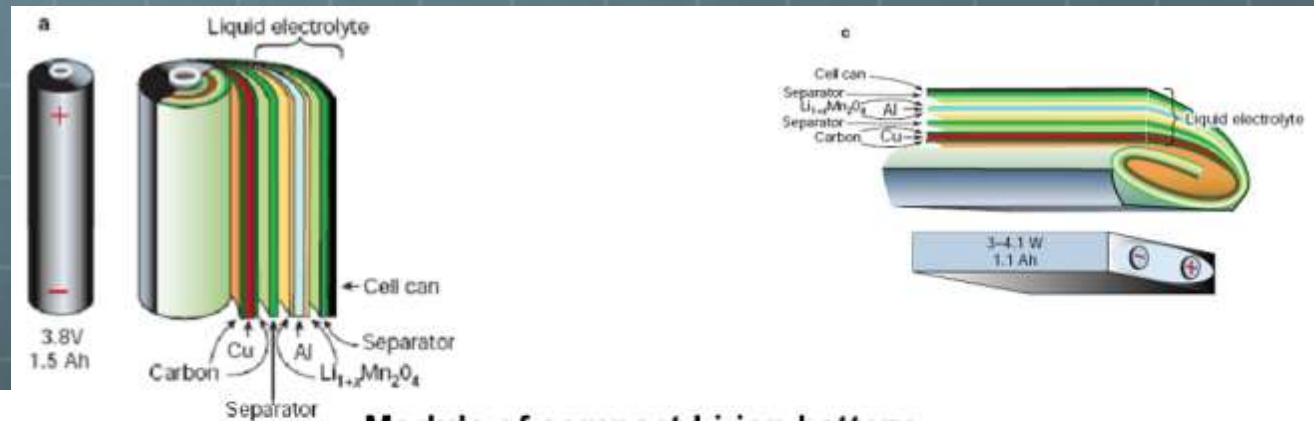 a
Liquid electrolyte
+
−
3.8V
1.5 Ah
Cell can
Separator
Cu
Al
Carbon
Li1+xMn2O4
Separator
c
Cell can
Separator
Li1+xMn2O4 Al
Separator
Carbon Cu
Liquid electrolyte
3–4.1 W
1.1 Ah
−
+